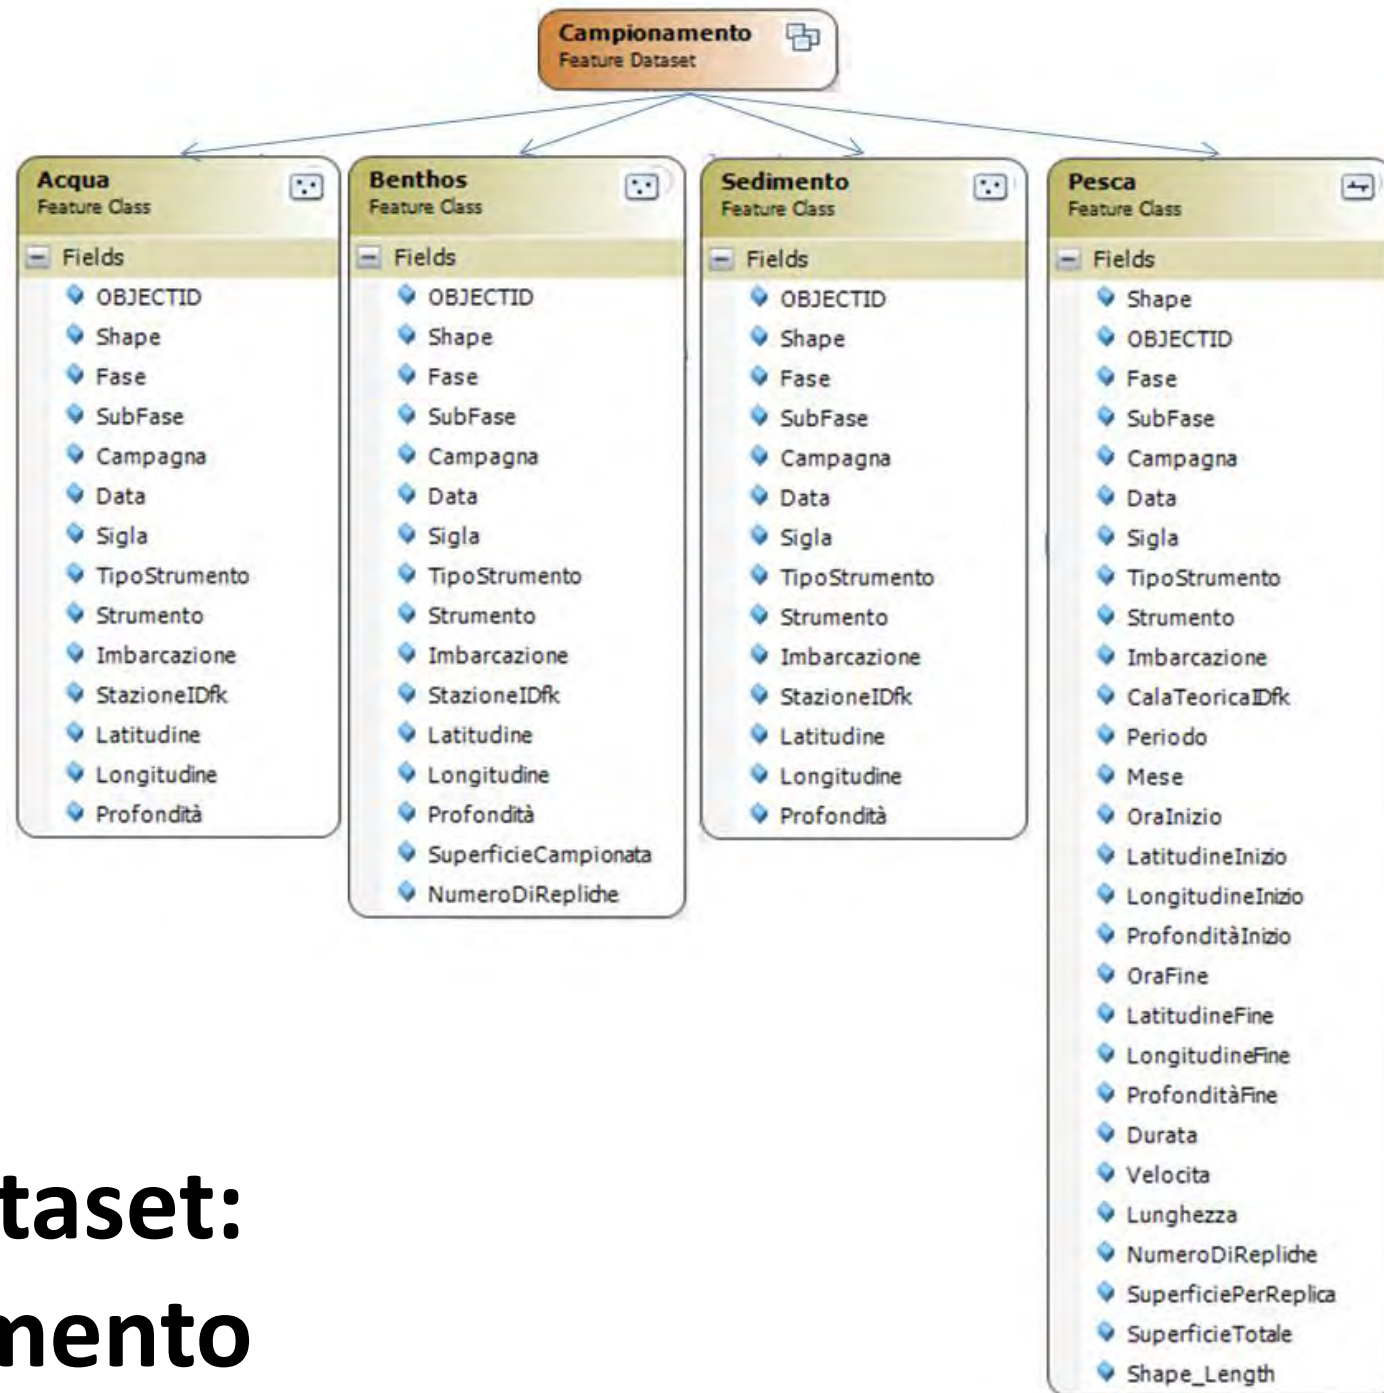 Campionamento
Feature Dataset
Acqua
Feature Class
Fields
OBJECTID
Shape
Fase
SubFase
Campagna
Data
Sigla
TipoStrumento
Strumento
Imbarcazione
StazioneIDfk
Latitudine
Longitudine
Profondità
Benthos
Feature Class
Fields
OBJECTID
Shape
Fase
SubFase
Campagna
Data
Sigla
TipoStrumento
Strumento
Imbarcazione
StazioneIDfk
Latitudine
Longitudine
Profondità
SuperficieCampionata
NumeroDiRepliche
Sedimento
Feature Class
Fields
OBJECTID
Shape
Fase
SubFase
Campagna
Data
Sigla
TipoStrumento
Strumento
Imbarcazione
StazioneIDfk
Latitudine
Longitudine
Profondità
Pesca
Feature Class
Fields
Shape
OBJECTID
Fase
SubFase
Campagna
Data
Sigla
TipoStrumento
Strumento
Imbarcazione
CalaTeoricaIDfk
Periodo
Mese
OraInizio
LatitudineInizio
LongitudineInizio
ProfonditàInizio
OraFine
LatitudineFine
LongitudineFine
ProfonditàFine
Durata
Velocita
Lunghezza
NumeroDiRepliche
SuperficiePerReplica
SuperficieTotale
Shape_Length
taset:
mento